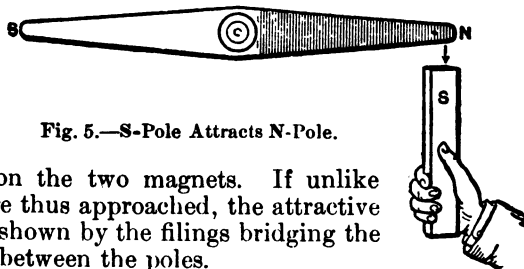 S
N
S
Fig. 5.—S-Pole Attracts N-Pole.
on the two magnets. If unlike
e thus approached, the attractive
shown by the filings bridging the
between the poles.